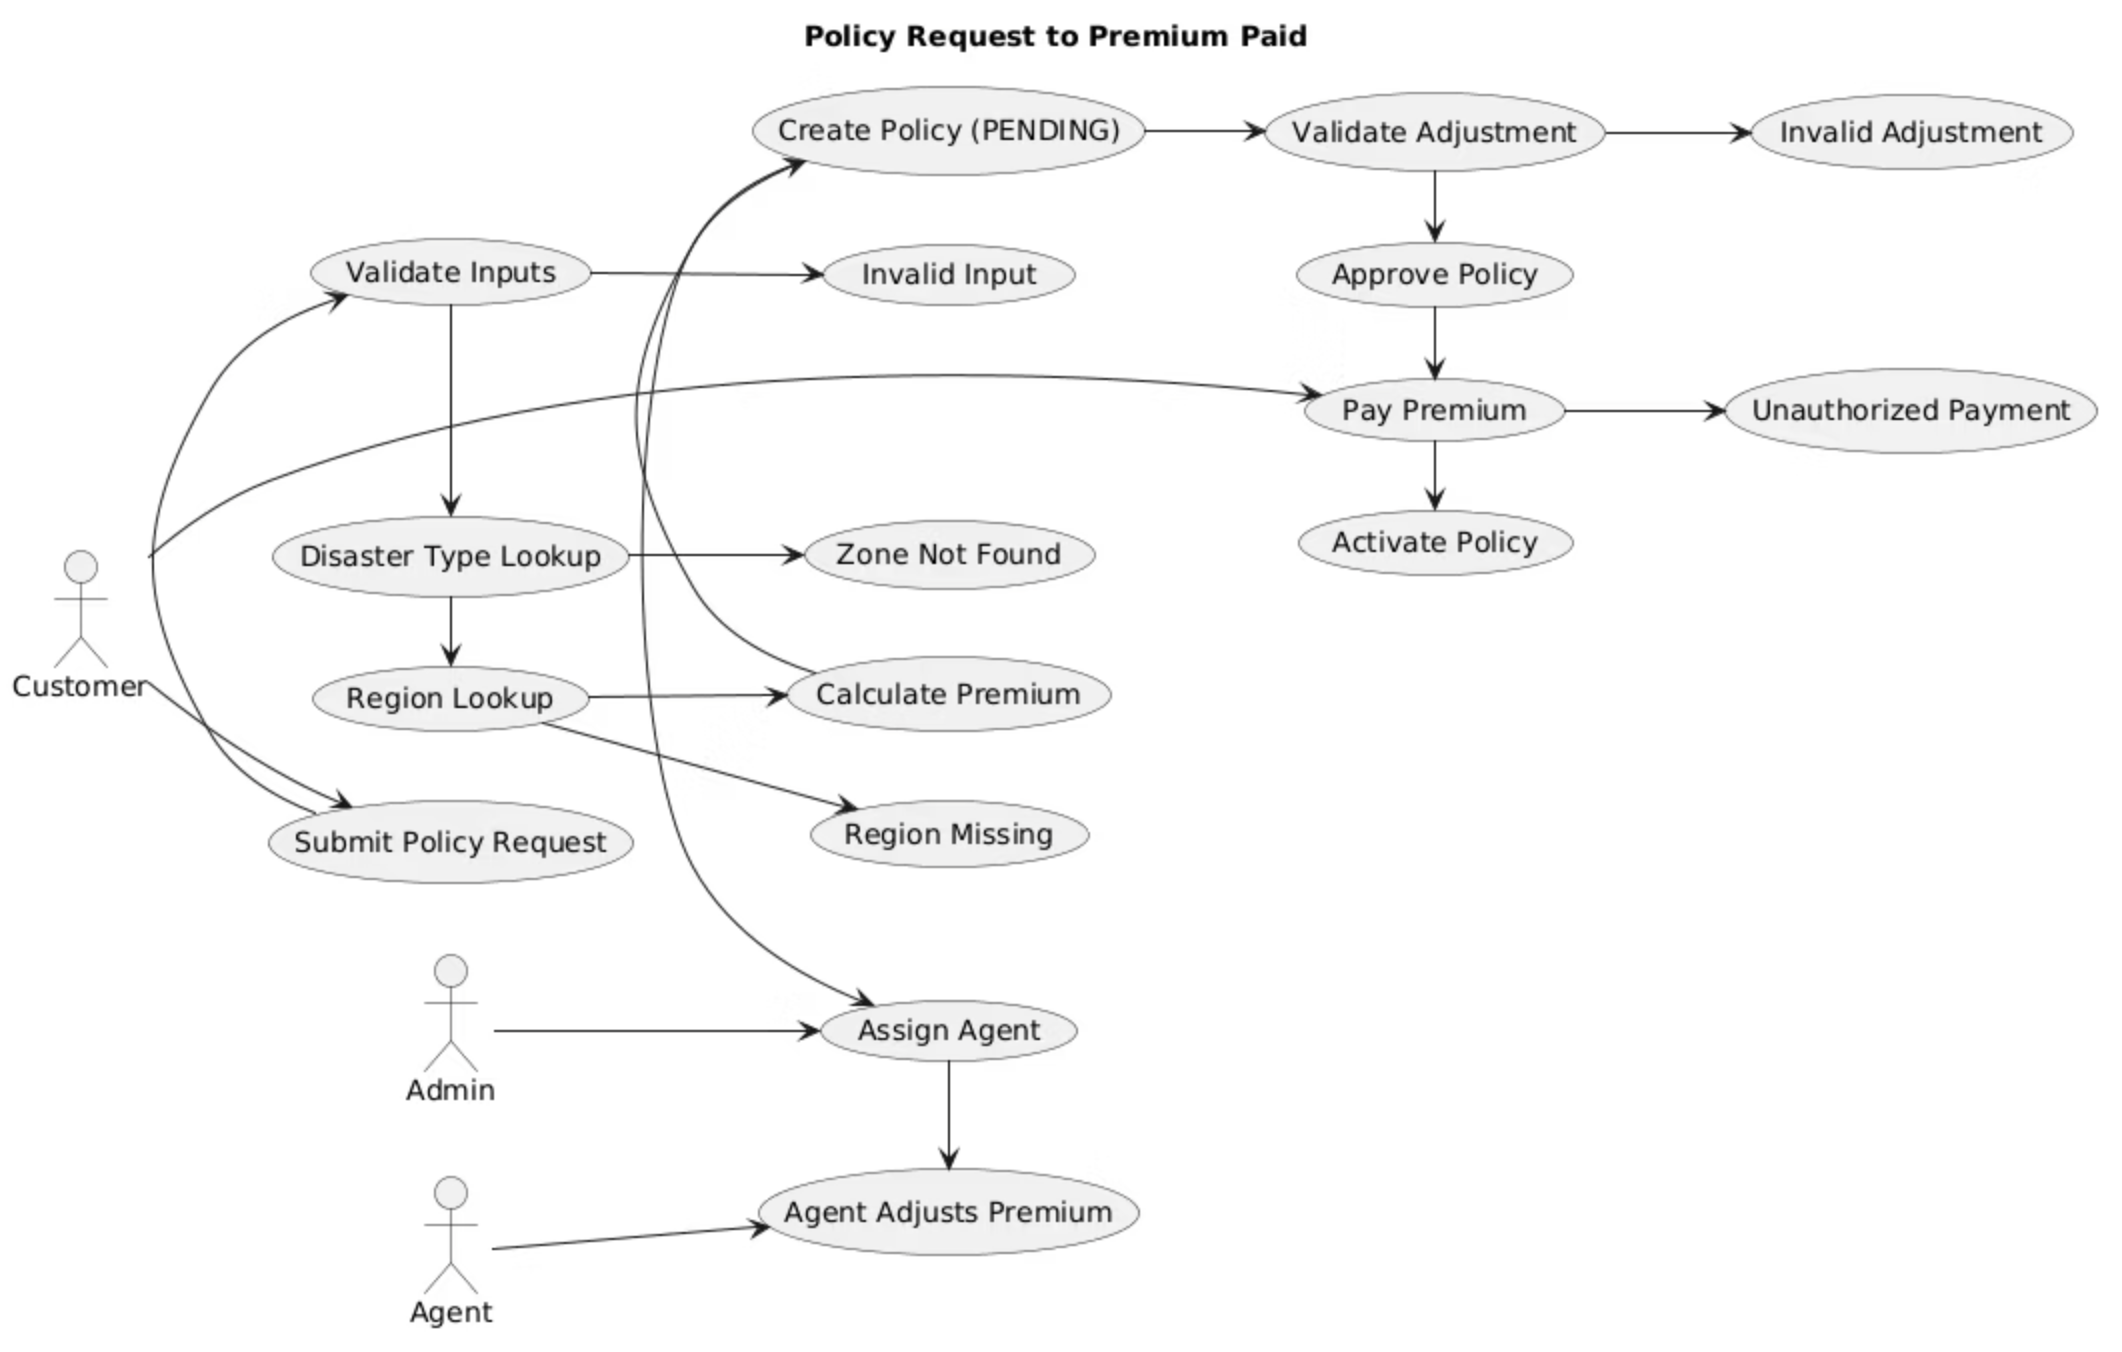 Policy Request to Premium Paid
Create Policy (PENDING)
Validate Adjustment
Invalid Adjustment
Validate Inputs
Invalid Input
Approve Policy
Pay Premium
Unauthorized Payment
Disaster Type Lookup
Zone Not Found
Activate Policy
Customer
Region Lookup
Calculate Premium
Submit Policy Request
Region Missing
Admin
Assign Agent
Agent Adjusts Premium
Agent